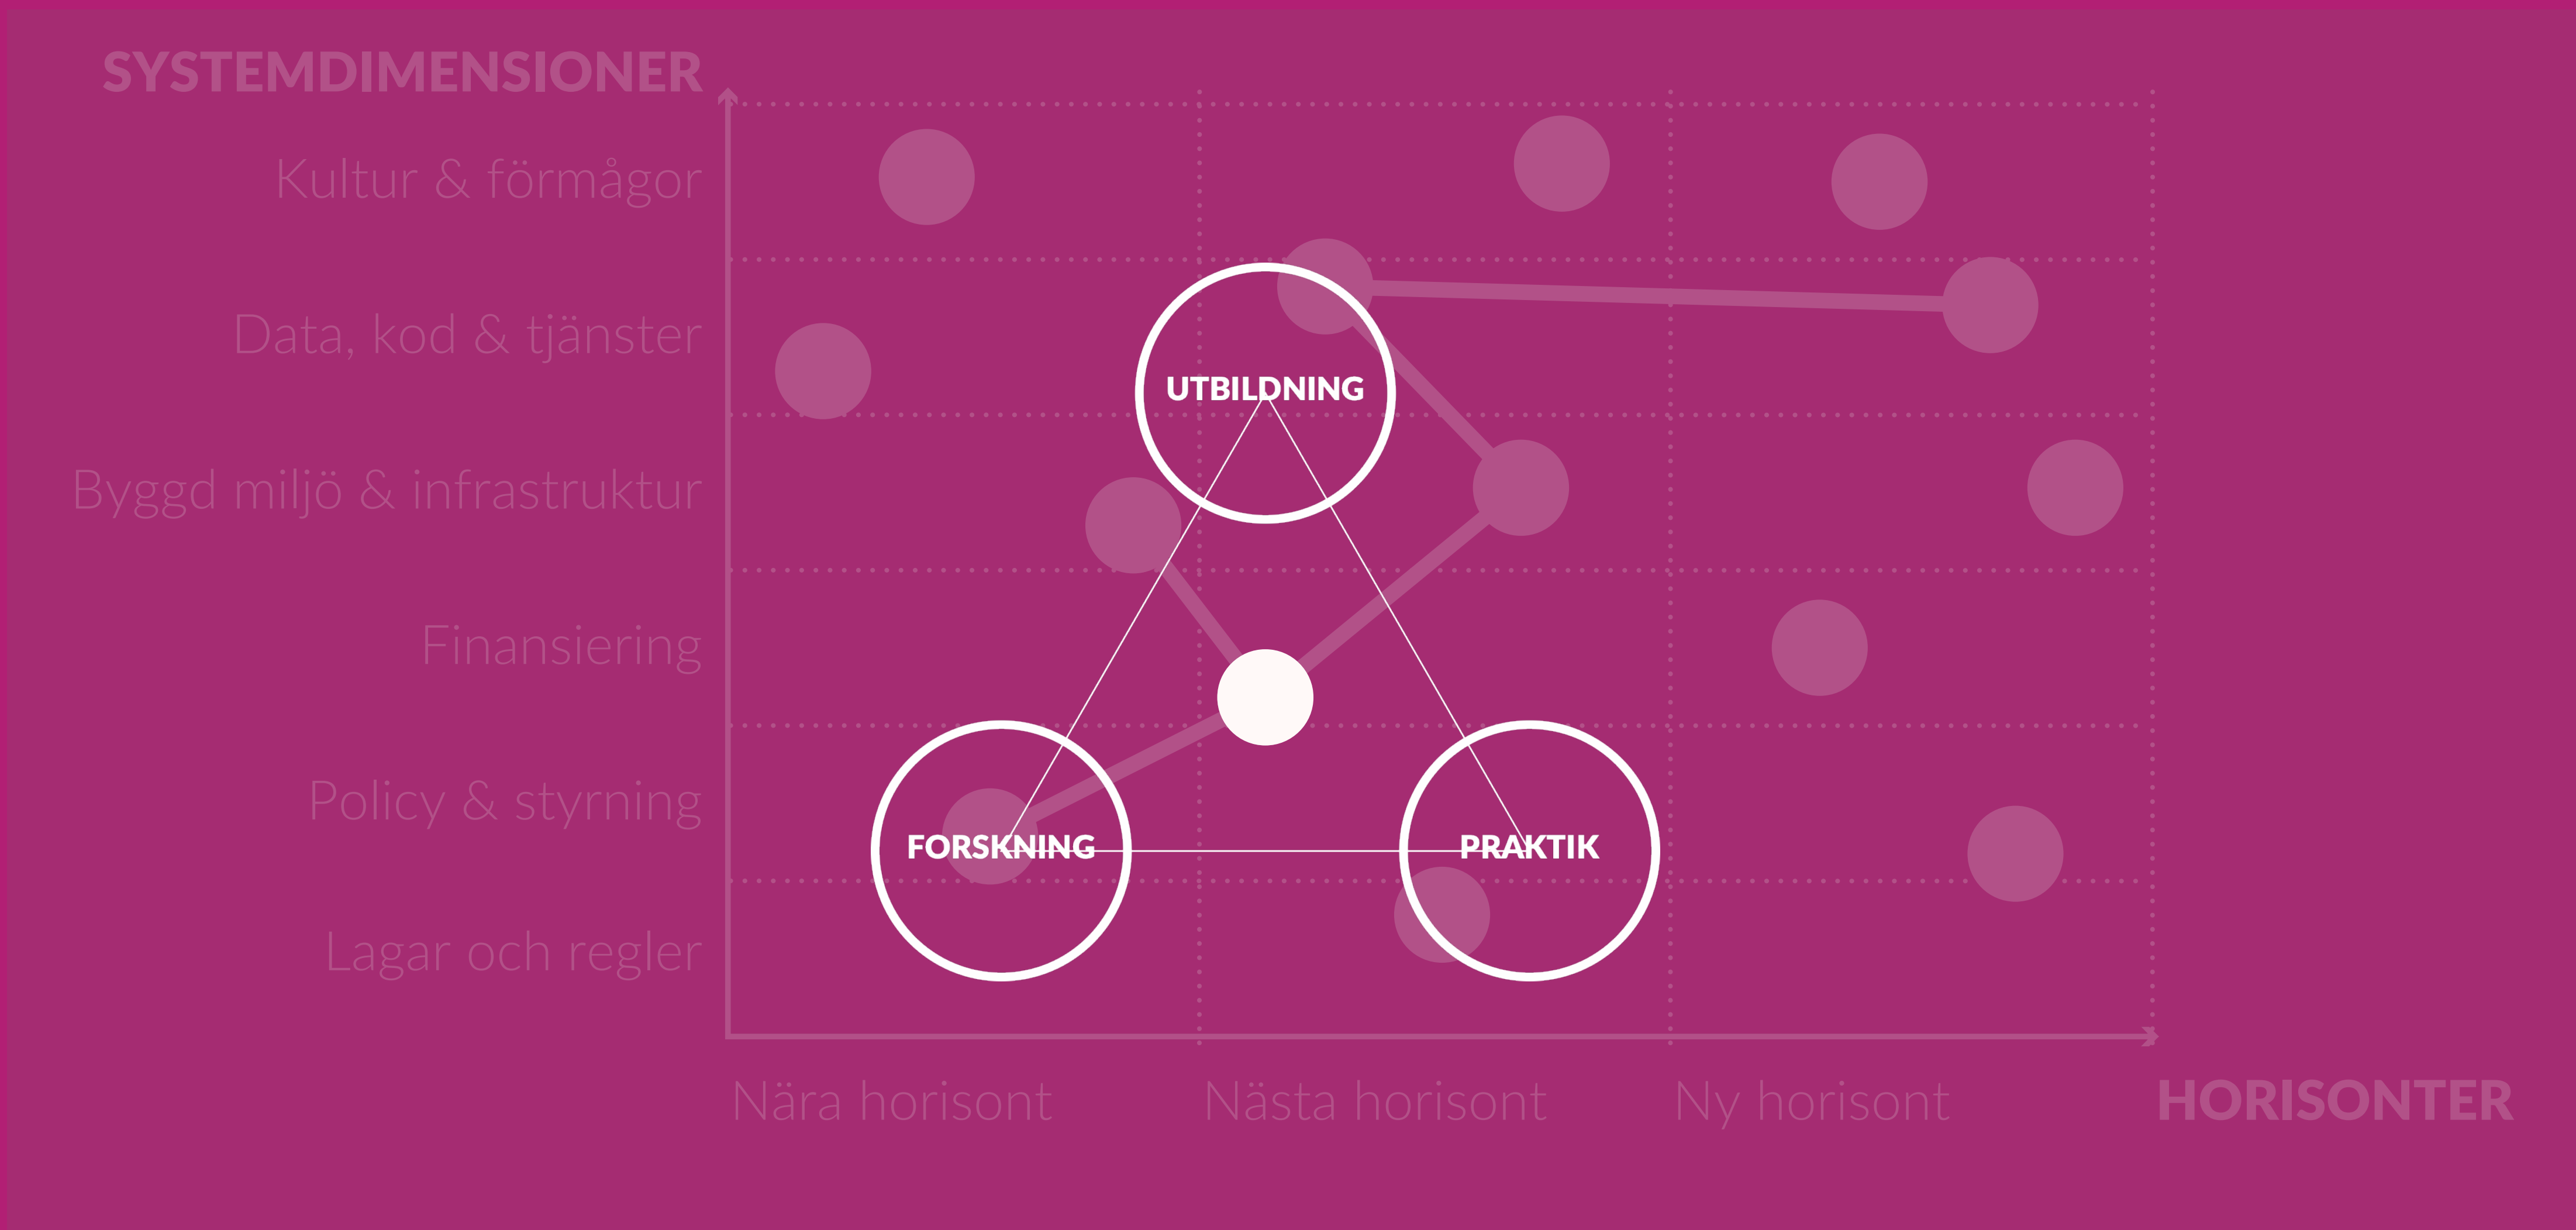 SYSTEMDIMENSIONER
Kultur & förmågor
Data, kod & tjänster
UTBILDNING
Byggd miljö & infrastruktur
Finansiering
Policy & styrning
FORSKNING
PRAKTIK
Lagar och regler
Nära horisont
Nästa horisont
Ny horisont
HORISONTER